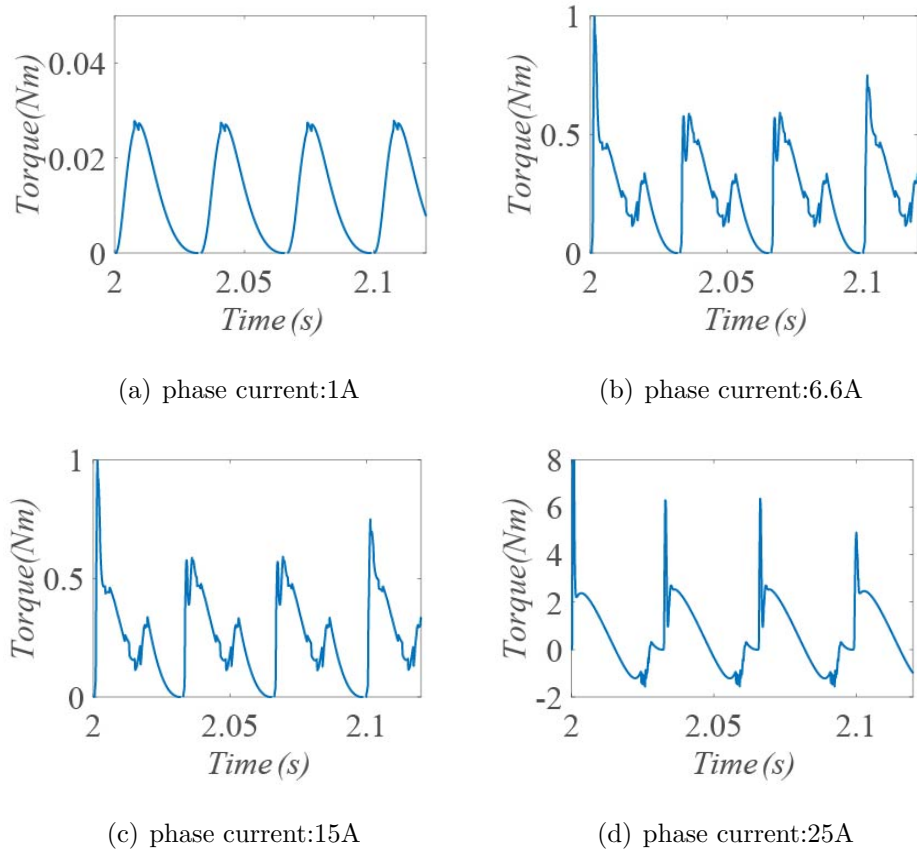 0.04
0.02
0
Torque(Nm)
2 2.05 2.1
Time (s)
(a) phase current:1A
1
0.5
0
Torque(Nm)
2 2.05 2.1
Time (s)
(b) phase current:6.6A
1
0.5
0
Torque(Nm)
2 2.05 2.1
Time (s)
(c) phase current:15A
8
6
4
2
0
-2
Torque(Nm)
2 2.05 2.1
Time (s)
(d) phase current:25A